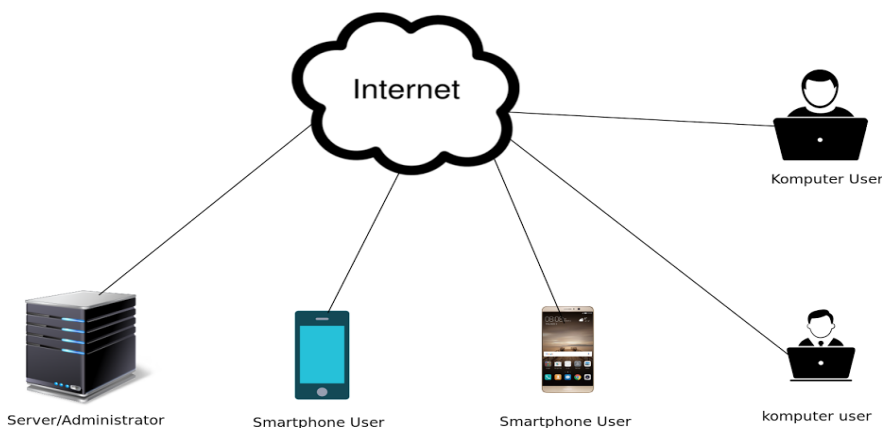 Internet
Komputer User
Server/Administrator
Smartphone User
Smartphone User
komputer user